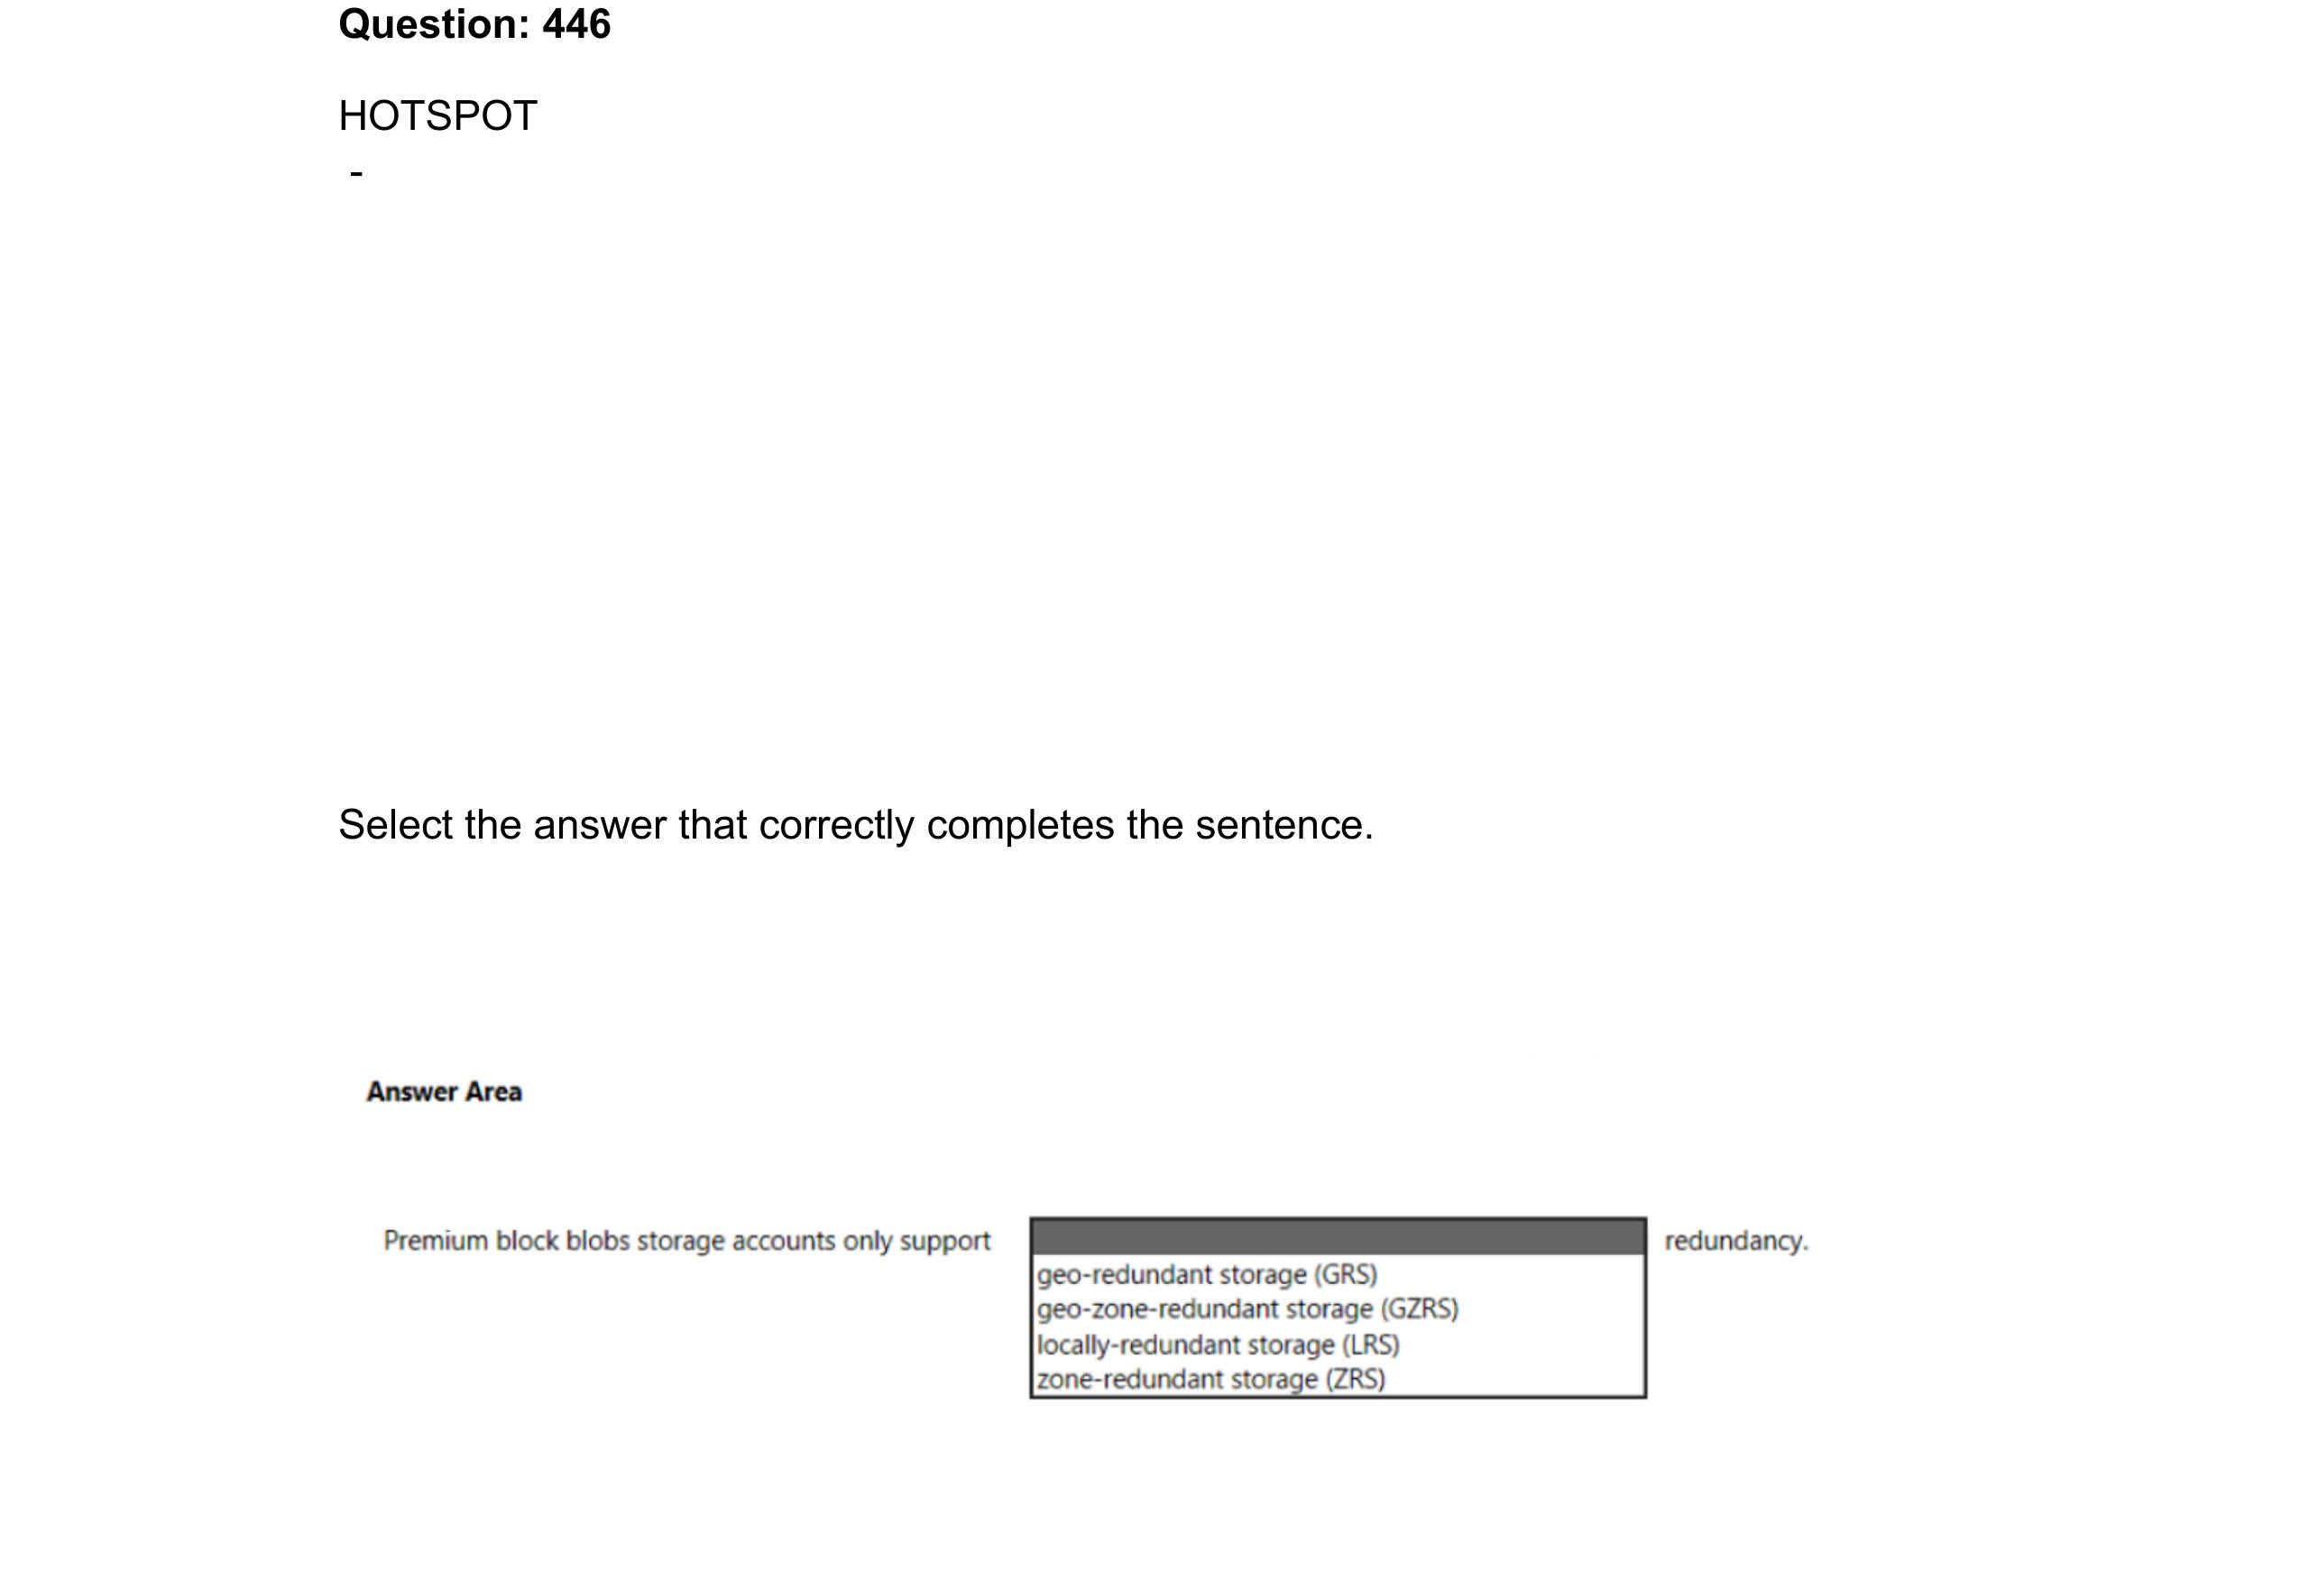 Question: 446
HOTSPOT
-
Select the answer that correctly completes the sentence.
Answer Area
Premium block blobs storage accounts only support redundancy.
geo-redundant storage (GRS)
geo-zone-redundant storage (GZRS)
locally-redundant storage (LRS)
zone-redundant storage (ZRS)